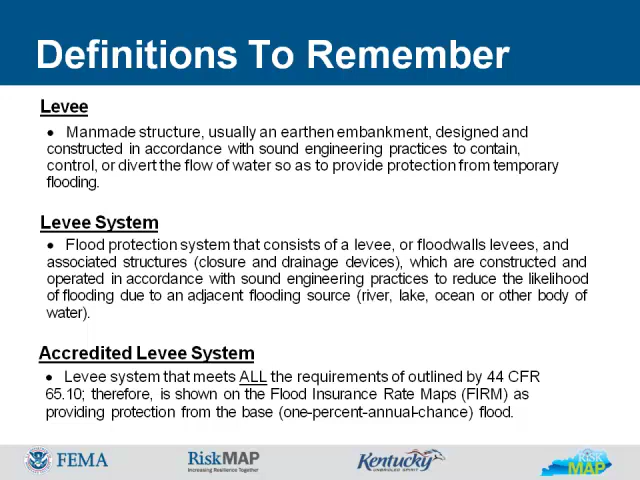 Definitions To Remember
Levee
• Manmade structure, usually an earthen embankment, designed and
constructed in accordance with sound engineering practices to contain,
control, or divert the flow of water so as to provide protection from temporary
flooding.
Levee System
• Flood protection system that consists of a levee, or floodwalls levees, and
associated structures (closure and drainage devices), which are constructed and
operated in accordance with sound engineering practices to reduce the likelihood
of flooding due to an adjacent flooding source (river, lake, ocean or other body of
water).
Accredited Levee System
• Levee system that meets ALL the requirements of outlined by 44 CFR
65.10; therefore, is shown on the Flood Insurance Rate Maps (FIRM) as
providing protection from the base (one-percent-annual-chance) flood.
FEMA
RiskMAP
Increasing Resilience Together
Kentucky
UNBRIDLED SPIRIT
RISK
MAP